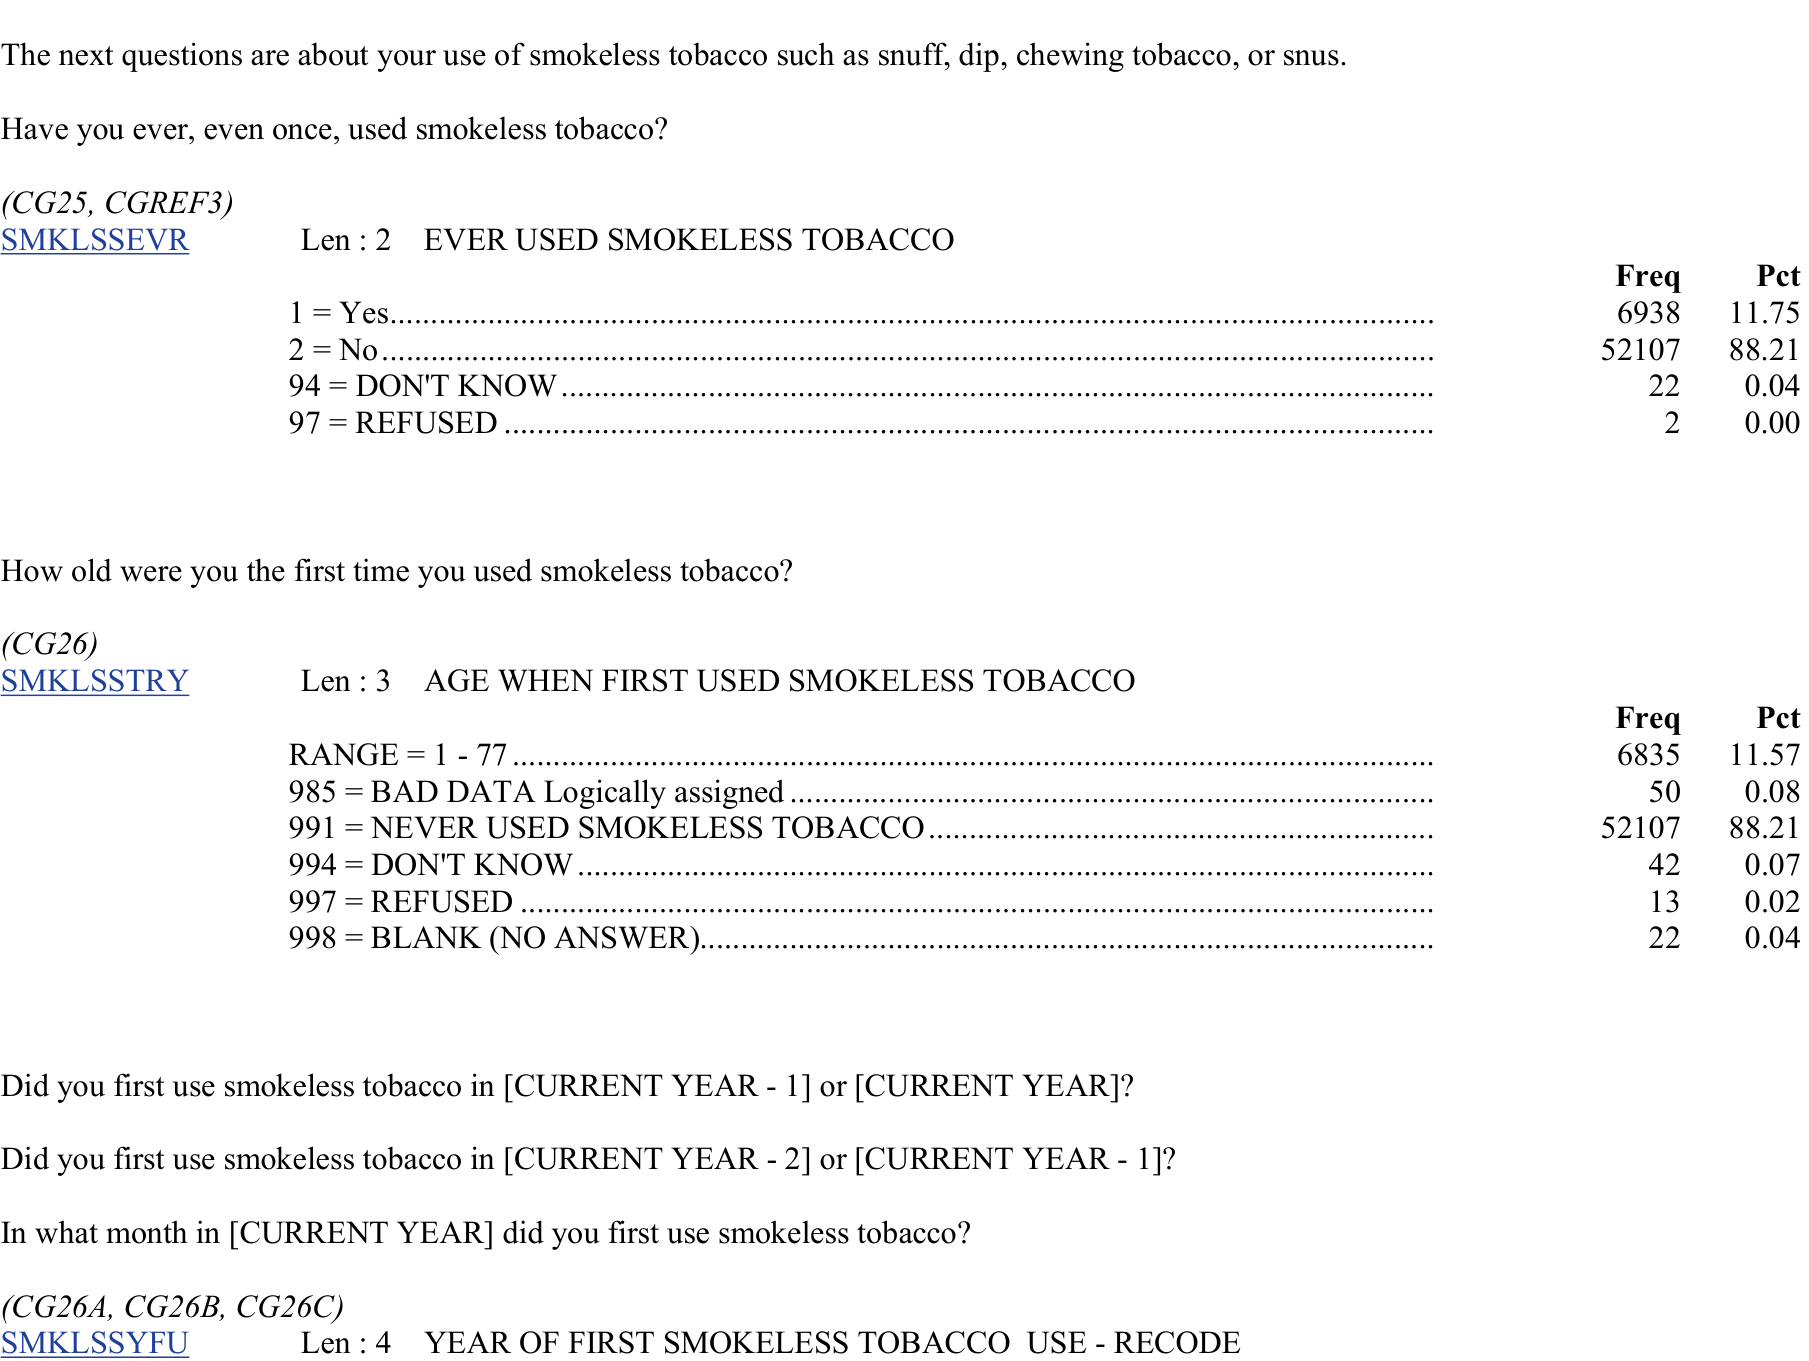 The next questions are about your use of smokeless tobacco such as snuff, dip, chewing tobacco, or snus.
Have you ever, even once, used smokeless tobacco?
(CG25, CGREF3)
SMKLSSEVR Len : 2 EVER USED SMOKELESS TOBACCO
Freq Pct
1 = Yes.......... 6938 11.75
2 = No.......... 52107 88.21
94 = DON'T KNOW.......... 22 0.04
97 = REFUSED .......... 2 0.00
How old were you the first time you used smokeless tobacco?
(CG26)
SMKLSSTRY Len : 3 AGE WHEN FIRST USED SMOKELESS TOBACCO
Freq Pct
RANGE = 1 - 77 .......... 6835 11.57
985 = BAD DATA Logically assigned .......... 50 0.08
991 = NEVER USED SMOKELESS TOBACCO.......... 52107 88.21
994 = DON'T KNOW.......... 42 0.07
997 = REFUSED .......... 13 0.02
998 = BLANK (NO ANSWER).......... 22 0.04
Did you first use smokeless tobacco in [CURRENT YEAR - 1] or [CURRENT YEAR]?
Did you first use smokeless tobacco in [CURRENT YEAR - 2] or [CURRENT YEAR - 1]?
In what month in [CURRENT YEAR] did you first use smokeless tobacco?
(CG26A, CG26B, CG26C)
SMKLSSYFU Len : 4 YEAR OF FIRST SMOKELESS TOBACCO USE - RECODE